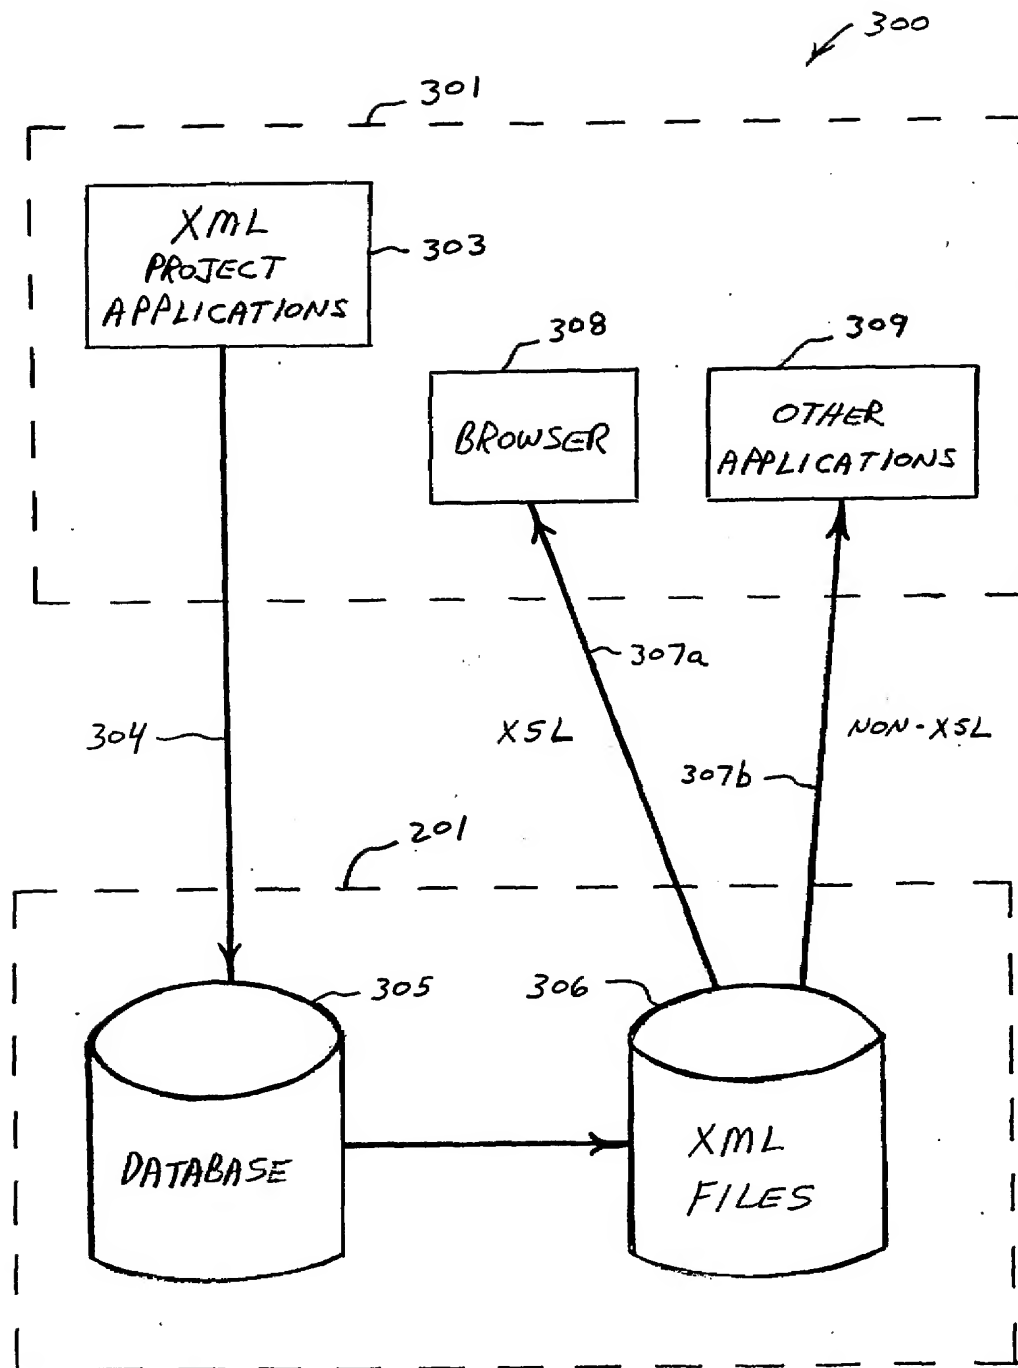 300
301
XML
PROJECT
APPLICATIONS
303
308
309
BROWSER
OTHER
APPLICATIONS
307a
304
XSL
NON-XSL
307b
201
305
306
DATABASE
XML
FILES